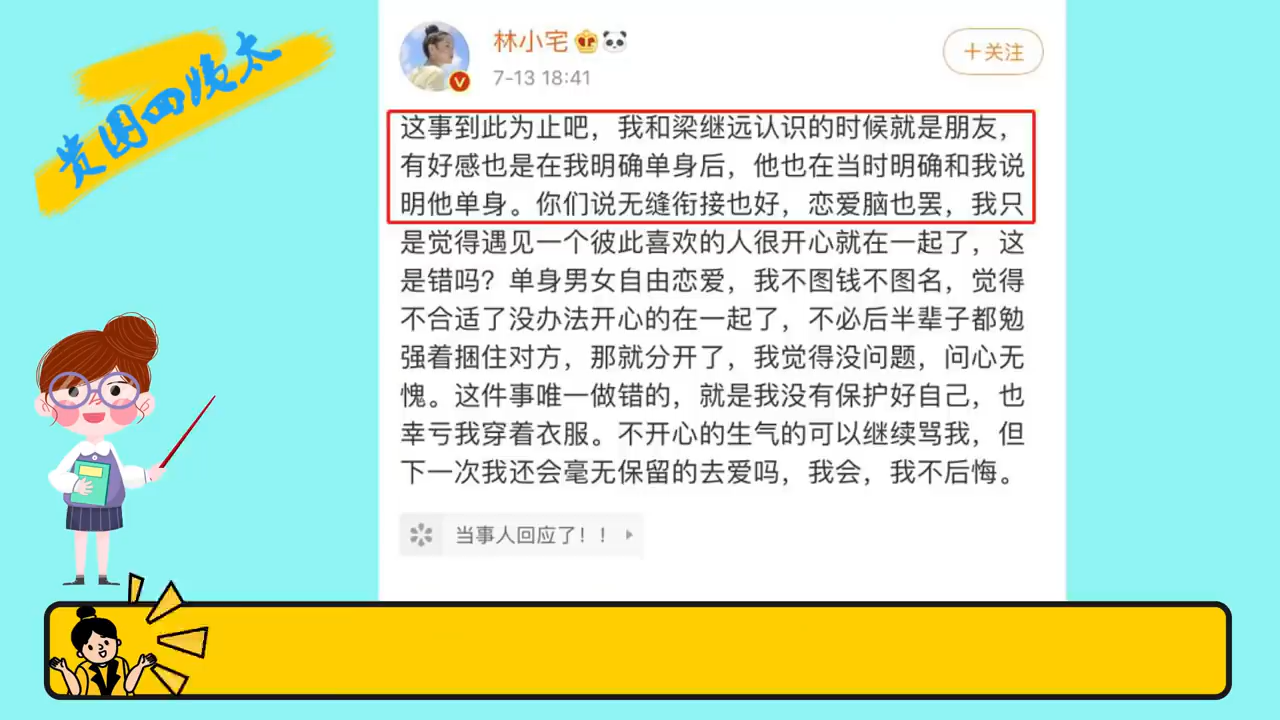 贵圈四姨太
林小宅
7-13 18:41
+关注
这事到此为止吧，我和梁继远认识的时候就是朋友，
有好感也是在我明确单身后，他也在当时明确和我说
明他单身。你们说无缝衔接也好，恋爱脑也罢，我只
是觉得遇见一个彼此喜欢的人很开心就在一起了，这
是错吗？单身男女自由恋爱，我不图钱不图名，觉得
不合适了没办法开心的在一起了，不必后半辈子都勉
强着捆住对方，那就分开了，我觉得没问题，问心无
愧。这件事唯一做错的，就是我没有保护好自己，也
幸亏我穿着衣服。不开心的生气的可以继续骂我，但
下一次我还会毫无保留的去爱吗，我会，我不后悔。
当事人回应了！！